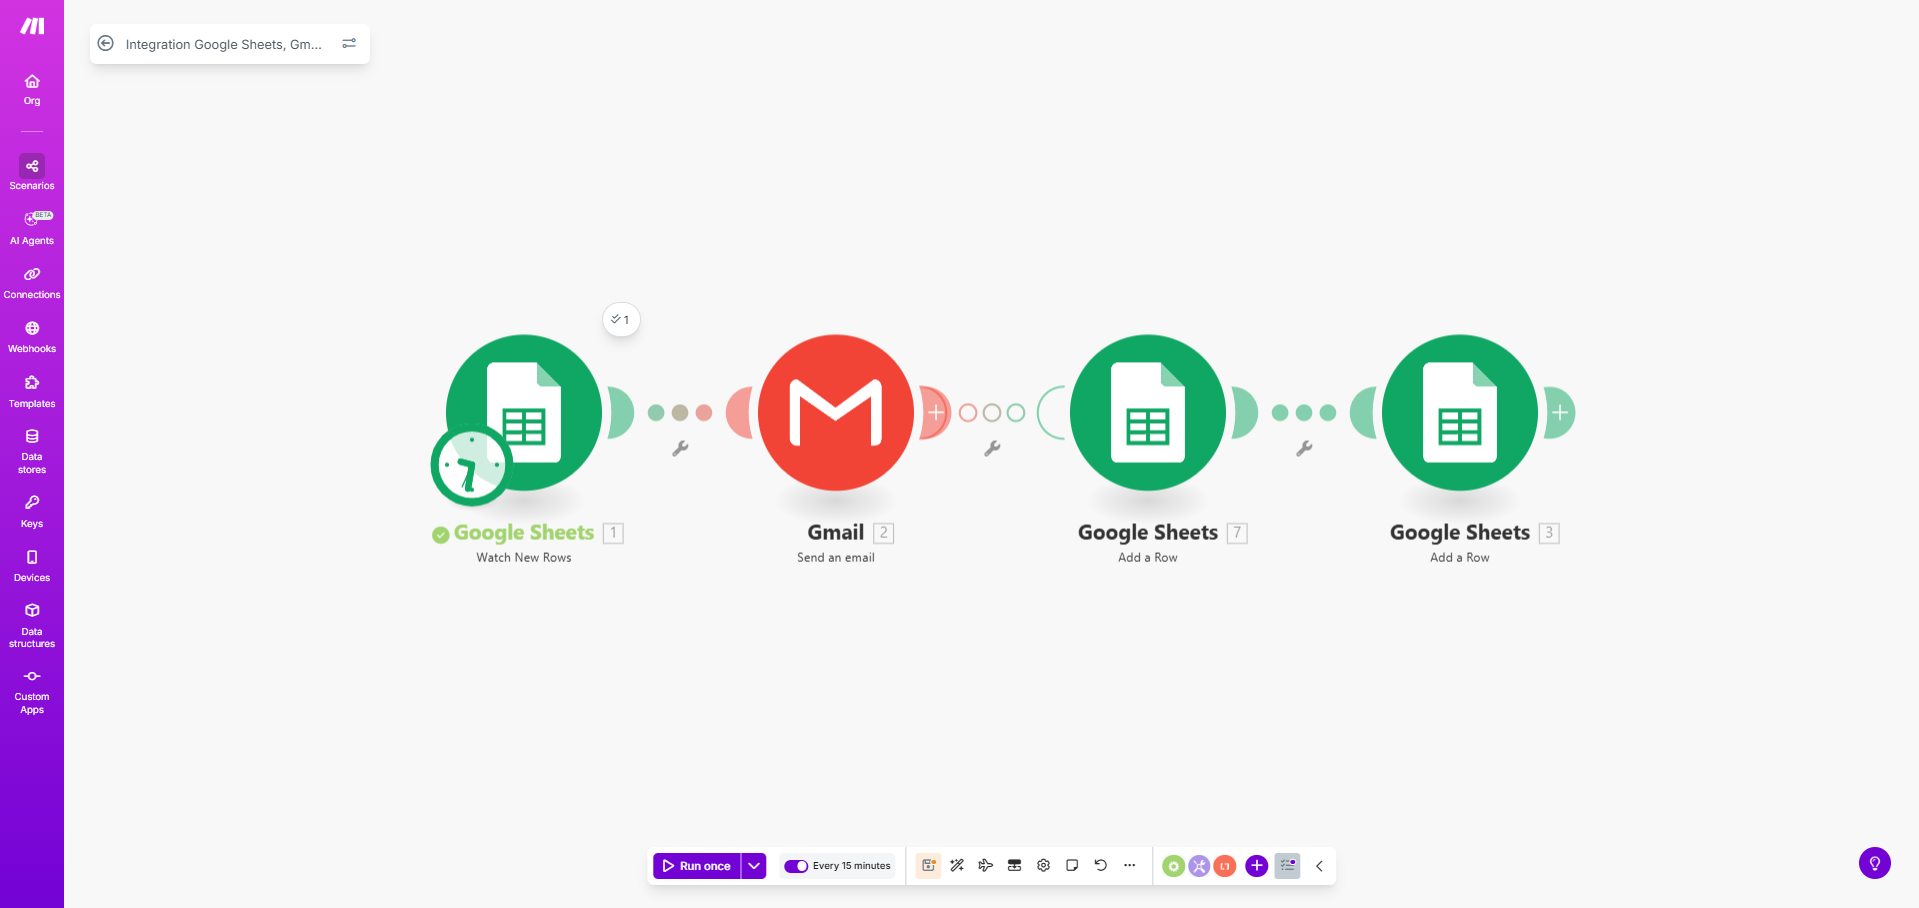 Integration Google Sheets, Gm...
Org
Scenarios
BETA
AI Agents
Connections
Webhooks
Templates
Data
stores
Keys
Devices
Data
structures
Custom
Apps
1
Google Sheets 1
Watch New Rows
Gmail 2
Send an email
Google Sheets 7
Add a Row
Google Sheets 3
Add a Row
Run once
Every 15 minutes